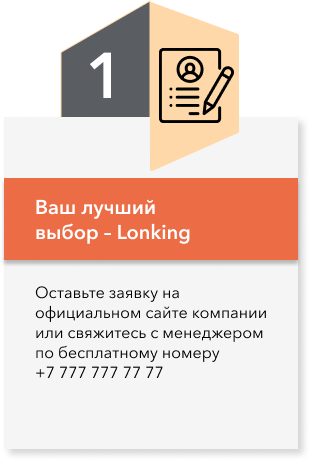 1
Ваш лучший
выбор – Lonking
Оставьте заявку на
официальном сайте компании
или свяжитесь с менеджером
по бесплатному номеру
+7 777 777 77 77